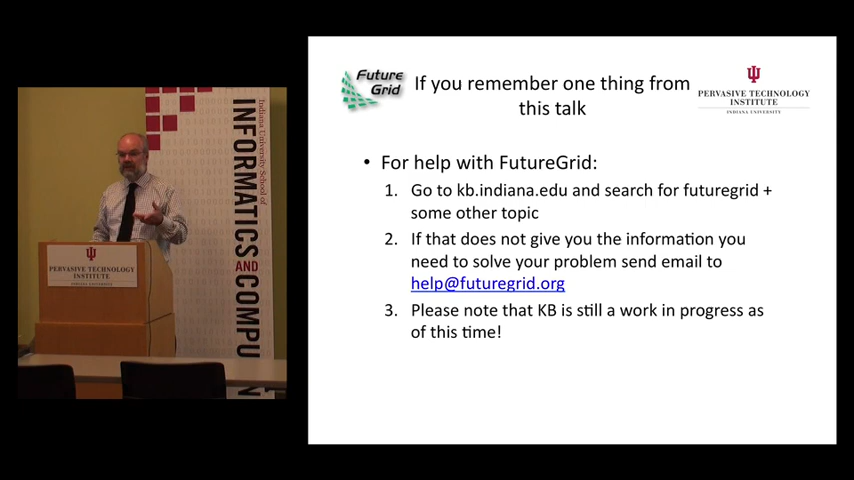 Future
Grid
If you remember one thing from
this talk
PERVASIVE TECHNOLOGY
INSTITUTE
INDIANA UNIVERSITY
• For help with FutureGrid:
1. Go to kb.indiana.edu and search for futuregrid +
some other topic
2. If that does not give you the information you
need to solve your problem send email to
help@futuregrid.org
3. Please note that KB is still a work in progress as
of this time!
Indiana University School of
INFORMATICS AND COMPU
PERVASIVE TECHNOLOGY
INSTITUTE
INDIANA UNIVERSITY